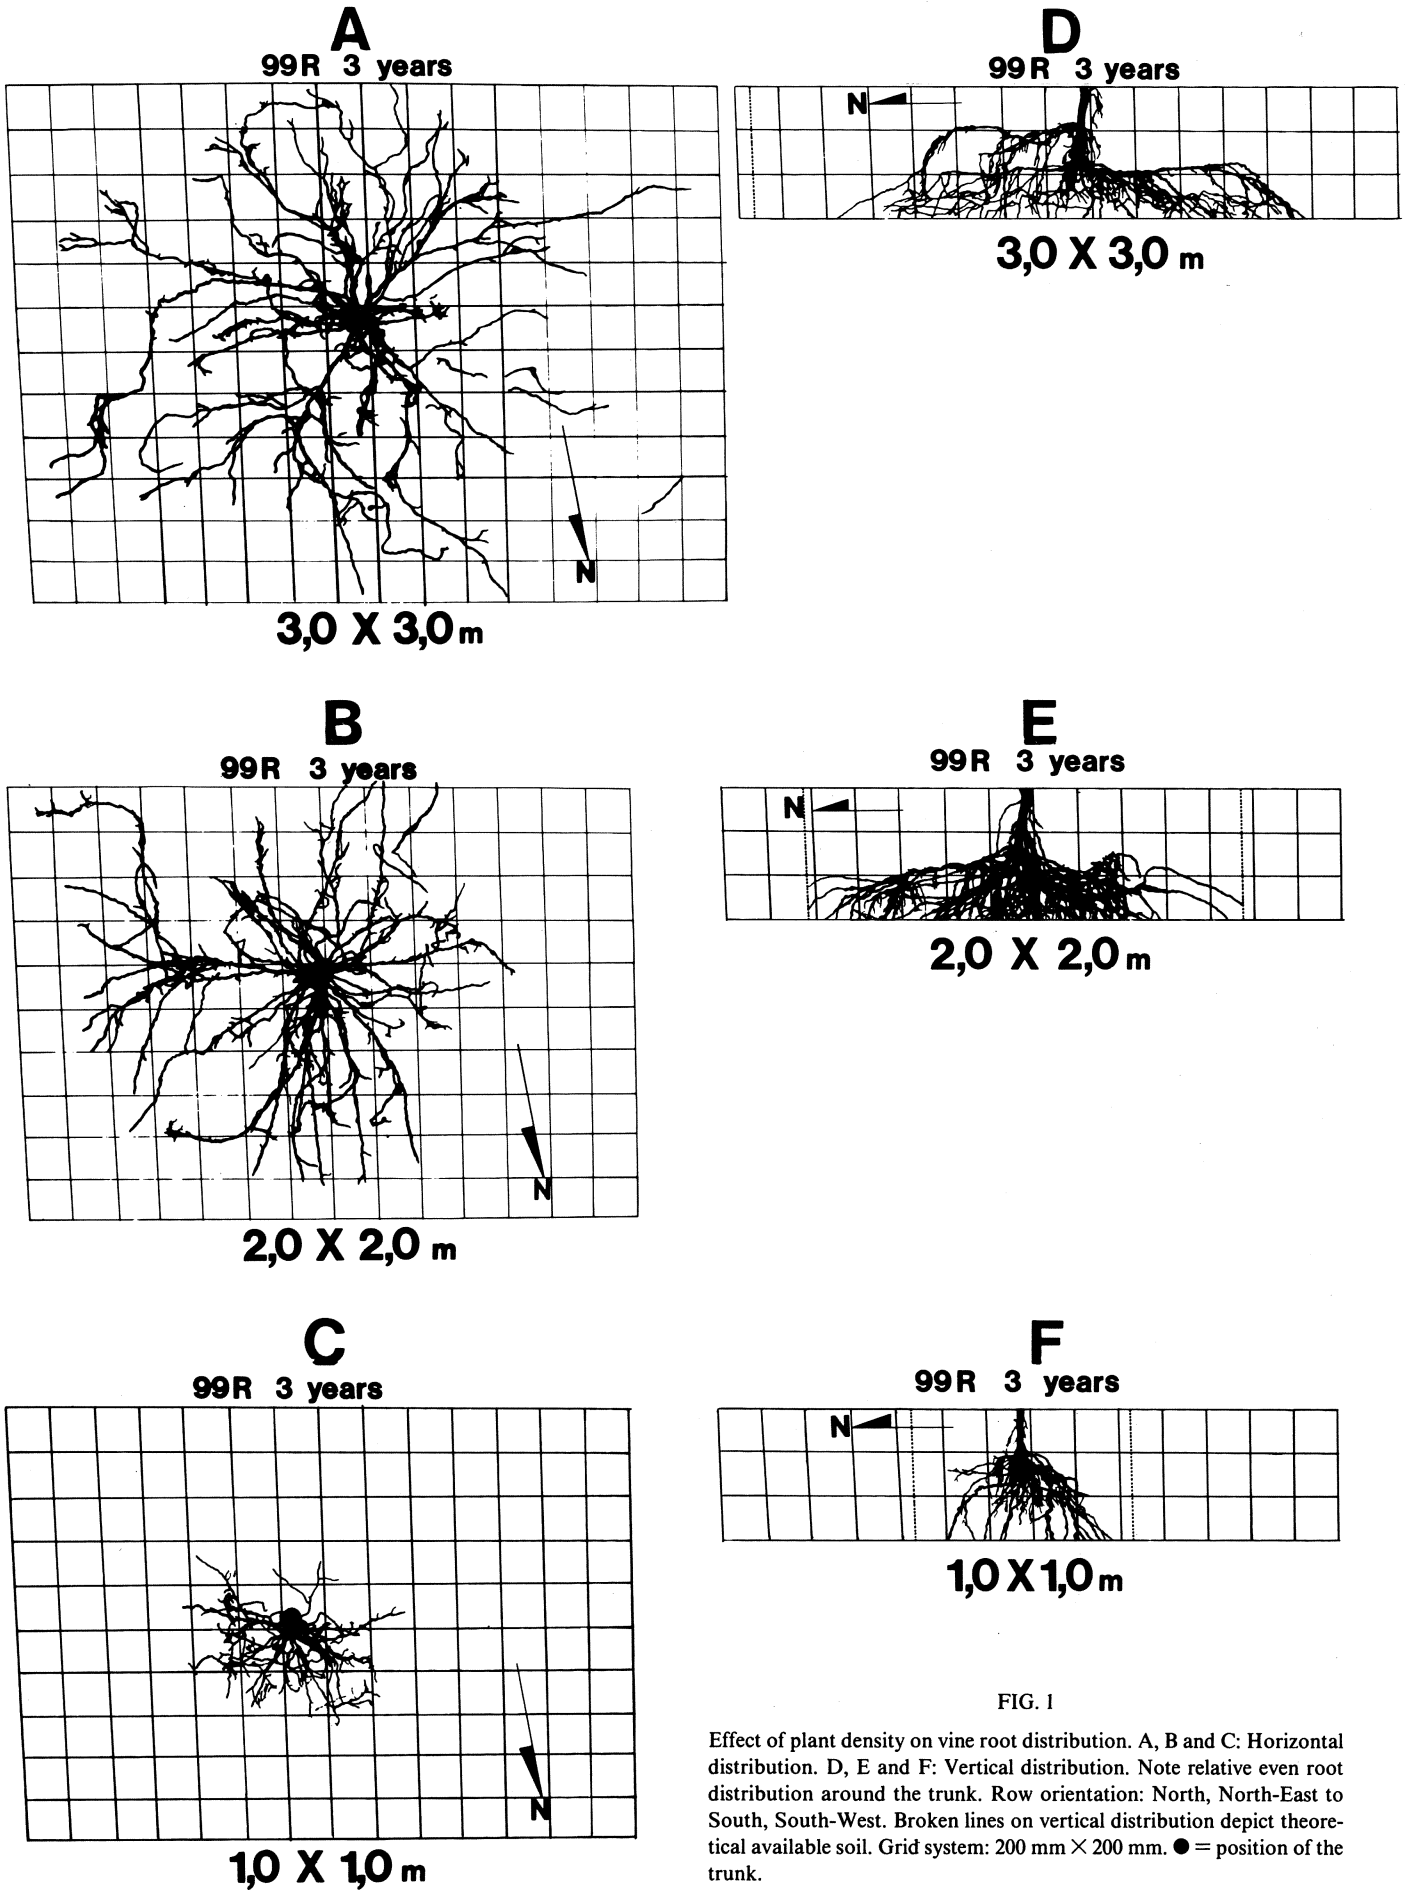 A
99R 3 years
N
3,0 X 3,0 m
D
99R 3 years
N
3,0 X 3,0 m
B
99R 3 years
N
2,0 X 2,0 m
E
99R 3 years
N
2,0 X 2,0 m
C
99R 3 years
N
1,0 X 1,0 m
F
99R 3 years
N
1,0 X 1,0 m
FIG. 1
Effect of plant density on vine root distribution. A, B and C: Horizontal
distribution. D, E and F: Vertical distribution. Note relative even root
distribution around the trunk. Row orientation: North, North-East to
South, South-West. Broken lines on vertical distribution depict theore-
tical available soil. Grid system: 200 mm × 200 mm. ● = position of the
trunk.